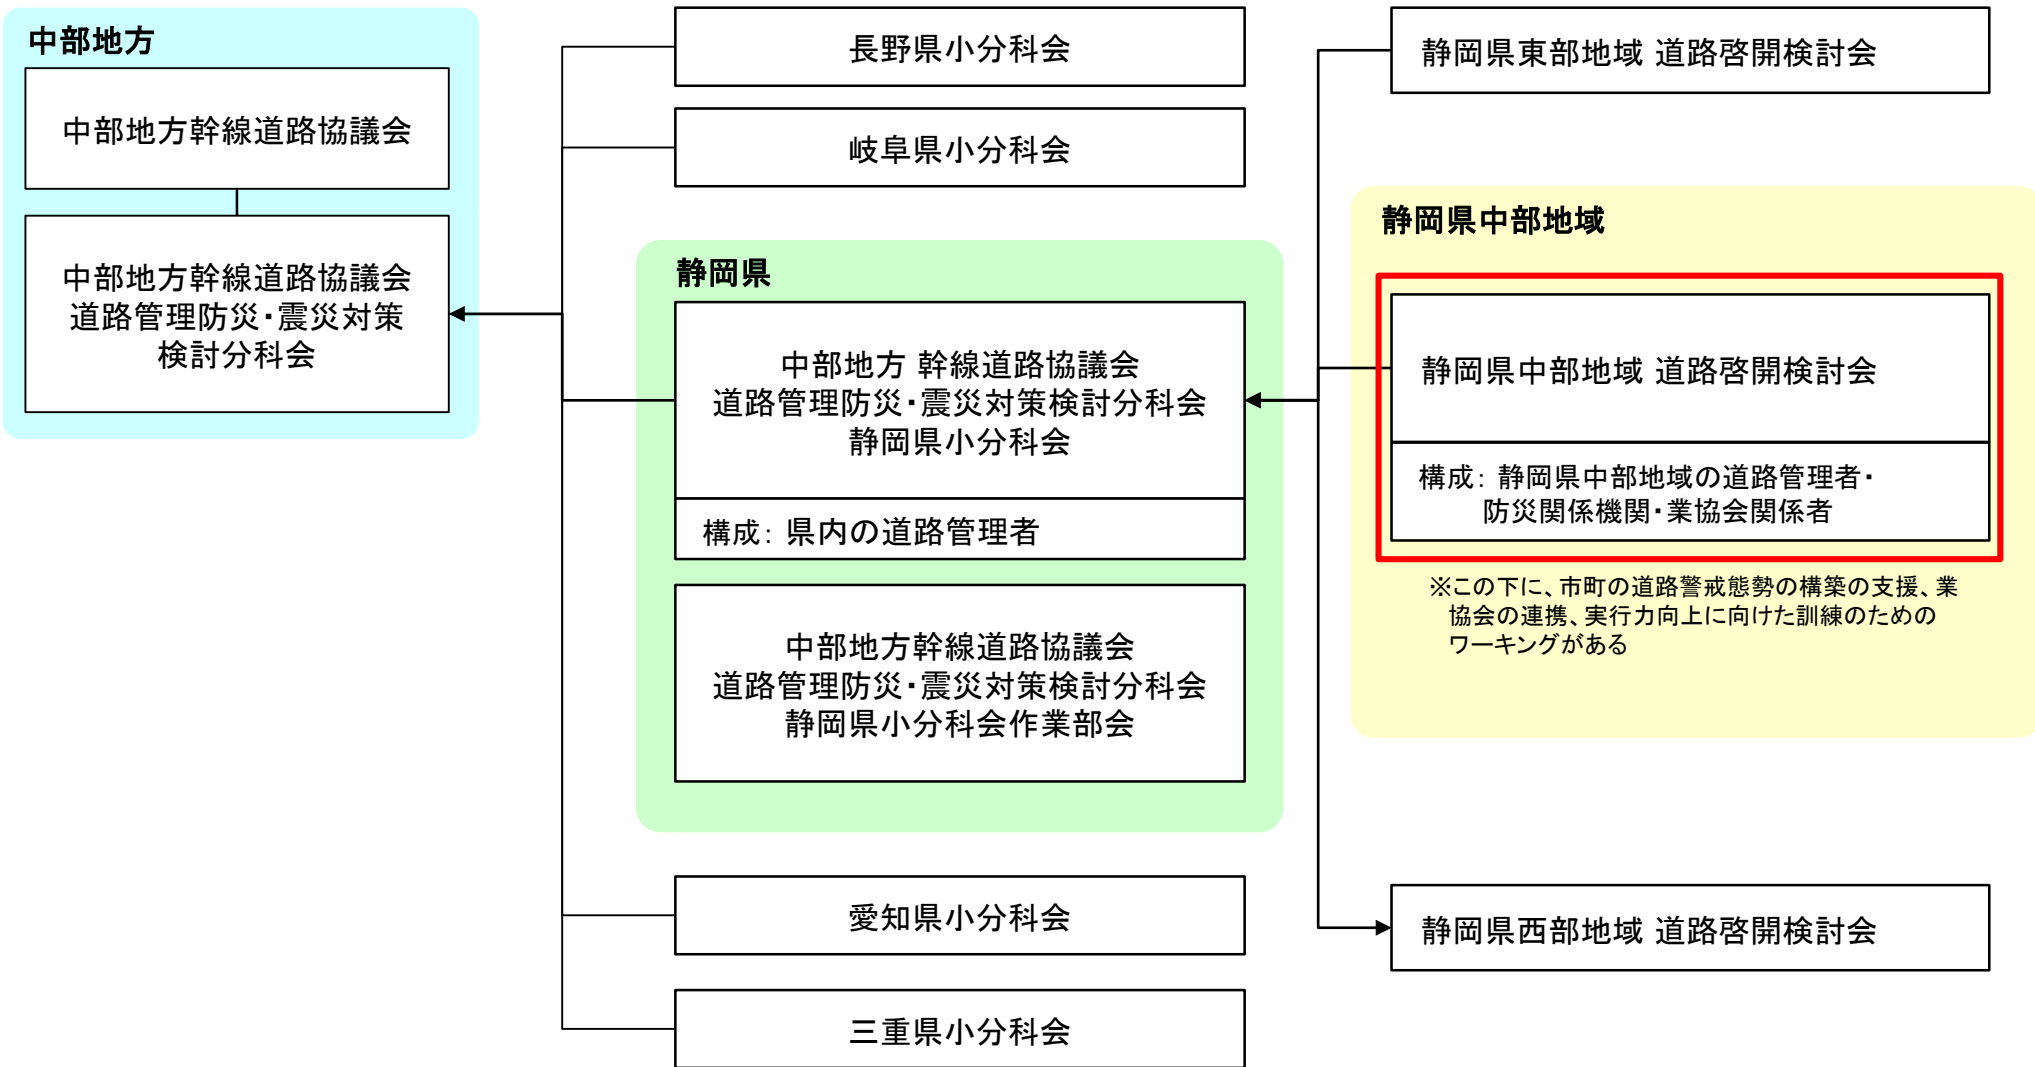 中部地方
中部地方幹線道路協議会
中部地方幹線道路協議会
道路管理防災・震災対策
検討分科会
長野県小分科会
岐阜県小分科会
静岡県
中部地方 幹線道路協議会
道路管理防災・震災対策検討分科会
静岡県小分科会
構成: 県内の道路管理者
中部地方幹線道路協議会
道路管理防災・震災対策検討分科会
静岡県小分科会作業部会
愛知県小分科会
三重県小分科会
静岡県東部地域 道路啓開検討会
静岡県中部地域
静岡県中部地域 道路啓開検討会
構成: 静岡県中部地域の道路管理者・
防災関係機関・業協会関係者
※この下に、市町の道路警戒態勢の構築の支援、業
協会の連携、実行力向上に向けた訓練のための
ワーキングがある
静岡県西部地域 道路啓開検討会